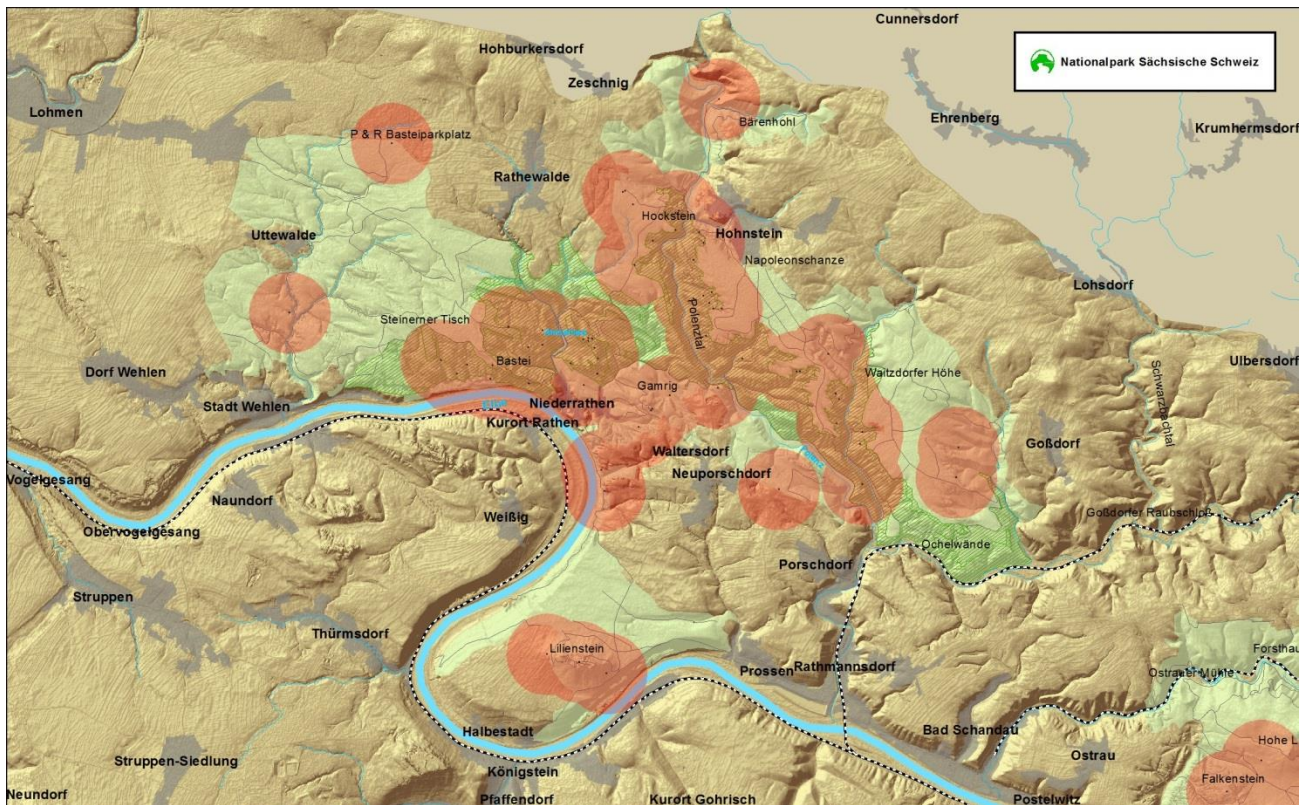 Cunnersdorf
Hohburkersdorf
Nationalpark Sächsische Schweiz
Zeschnig
Lohmen
Bärenhohl
Ehrenberg
Krumhermsdorf
P & R Basteiparkplatz
Rathewalde
Hockstein
Uttewalde
Hohnstein
Napoleonschanze
Lohsdorf
Polenztal
Steinerner Tisch
Bastei
Ulbersdorf
Dorf Wehlen
Gamrig
Waitzdorfer Höhe
Schwarzbachtal
Stadt Wehlen
Niederrathen
Kurort Rathen
Goßdorf
Waltersdorf
Neuporschdorf
Vogelgesang
Naundorf
Weißig
Goßdorfer Raubschloß
Obervogelgesang
Ochelwände
Porschdorf
Struppen
Thürmsdorf
Lilienstein
Forsthau
Prossen
Rathmannsdorf
Ostrauer Mühle
Halbestadt
Bad Schandau
Hohe L
Struppen-Siedlung
Königstein
Ostrau
Falkenstein
Neundorf
Pfaffendorf
Kurort Gohrisch
Postelwitz